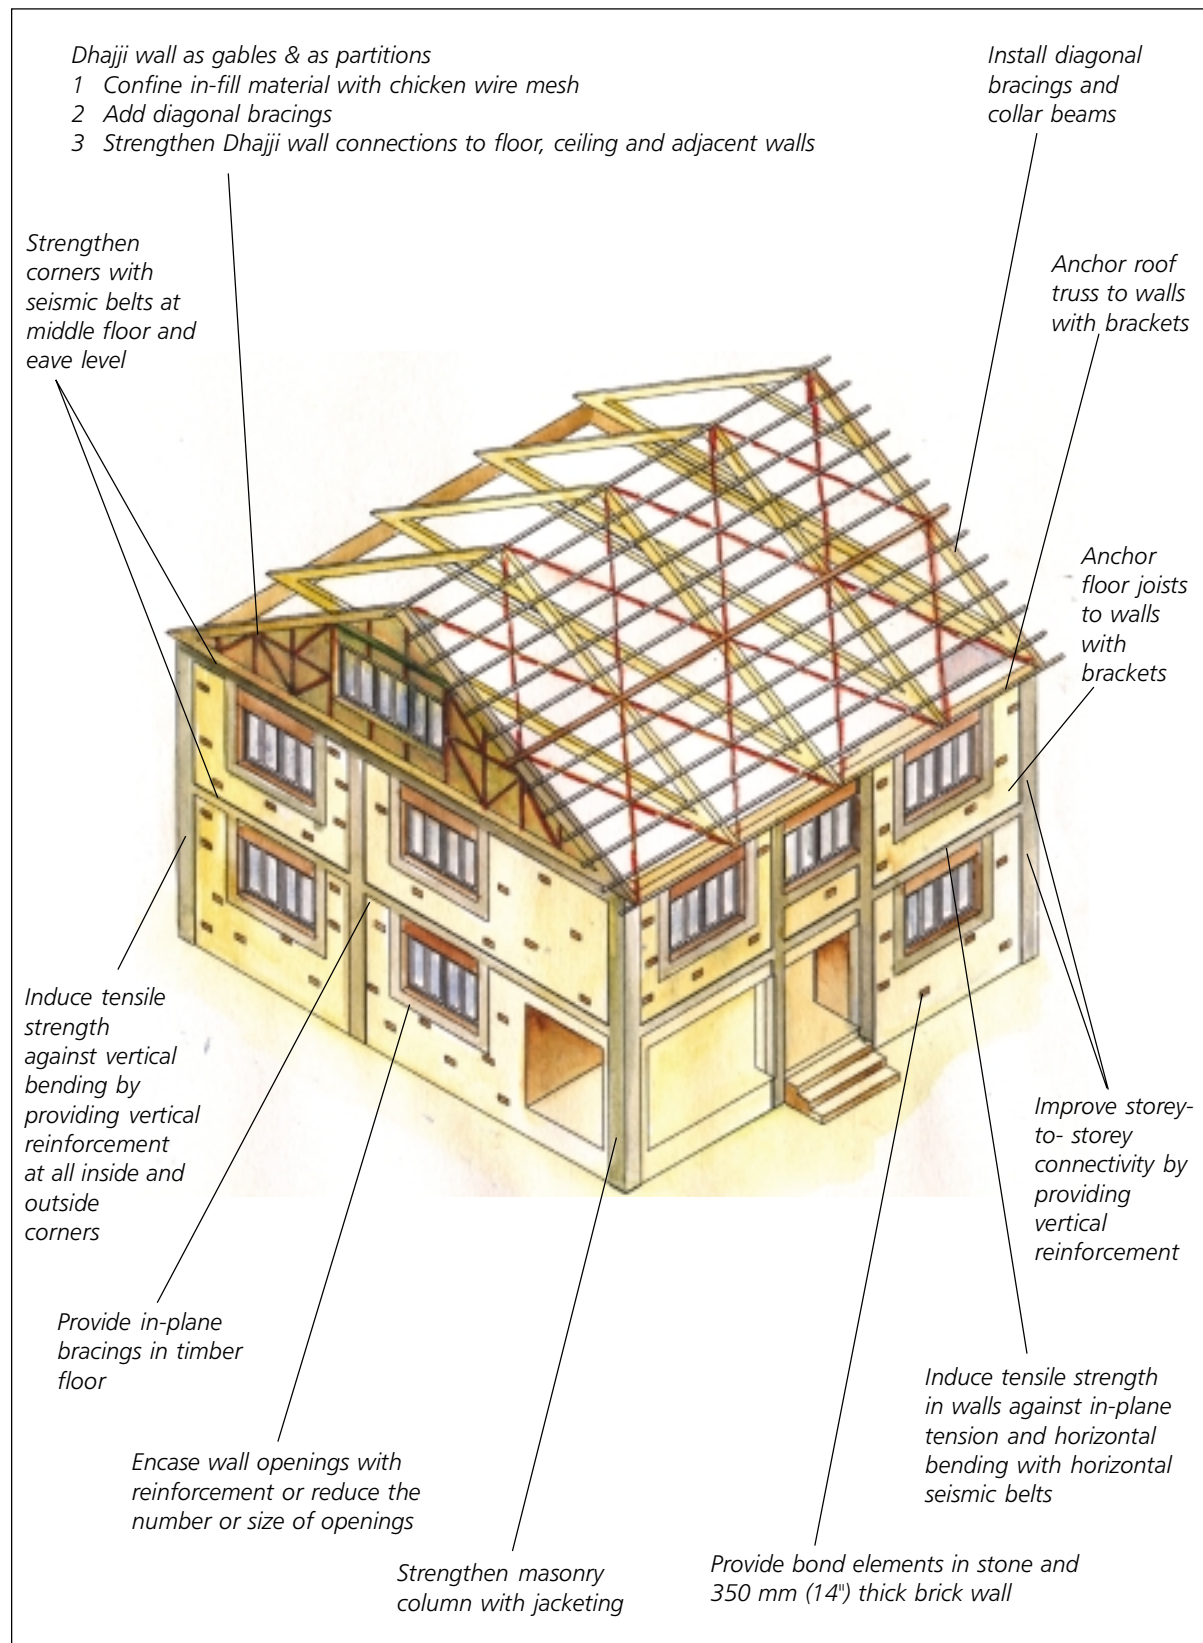 Dhajji wall as gables & as partitions
1 Confine in-fill material with chicken wire mesh
2 Add diagonal bracings
3 Strengthen Dhajji wall connections to floor, ceiling and adjacent walls
Install diagonal
bracings and
collar beams
Strengthen
corners with
seismic belts at
middle floor and
eave level
Anchor roof
truss to walls
with brackets
Anchor
floor joists
to walls
with
brackets
Induce tensile
strength
against vertical
bending by
providing vertical
reinforcement
at all inside and
outside
corners
Improve storey-
to- storey
connectivity by
providing
vertical
reinforcement
Provide in-plane
bracings in timber
floor
Induce tensile strength
in walls against in-plane
tension and horizontal
bending with horizontal
seismic belts
Encase wall openings with
reinforcement or reduce the
number or size of openings
Strengthen masonry
column with jacketing
Provide bond elements in stone and
350 mm (14") thick brick wall